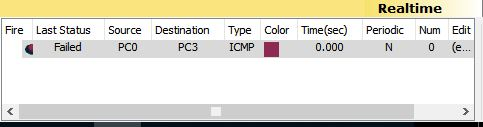 Realtime
Fire Last Status Source Destination Type Color Time(sec) Periodic Num Edit
Failed PC0 PC3 ICMP 0.000 N 0 (e...